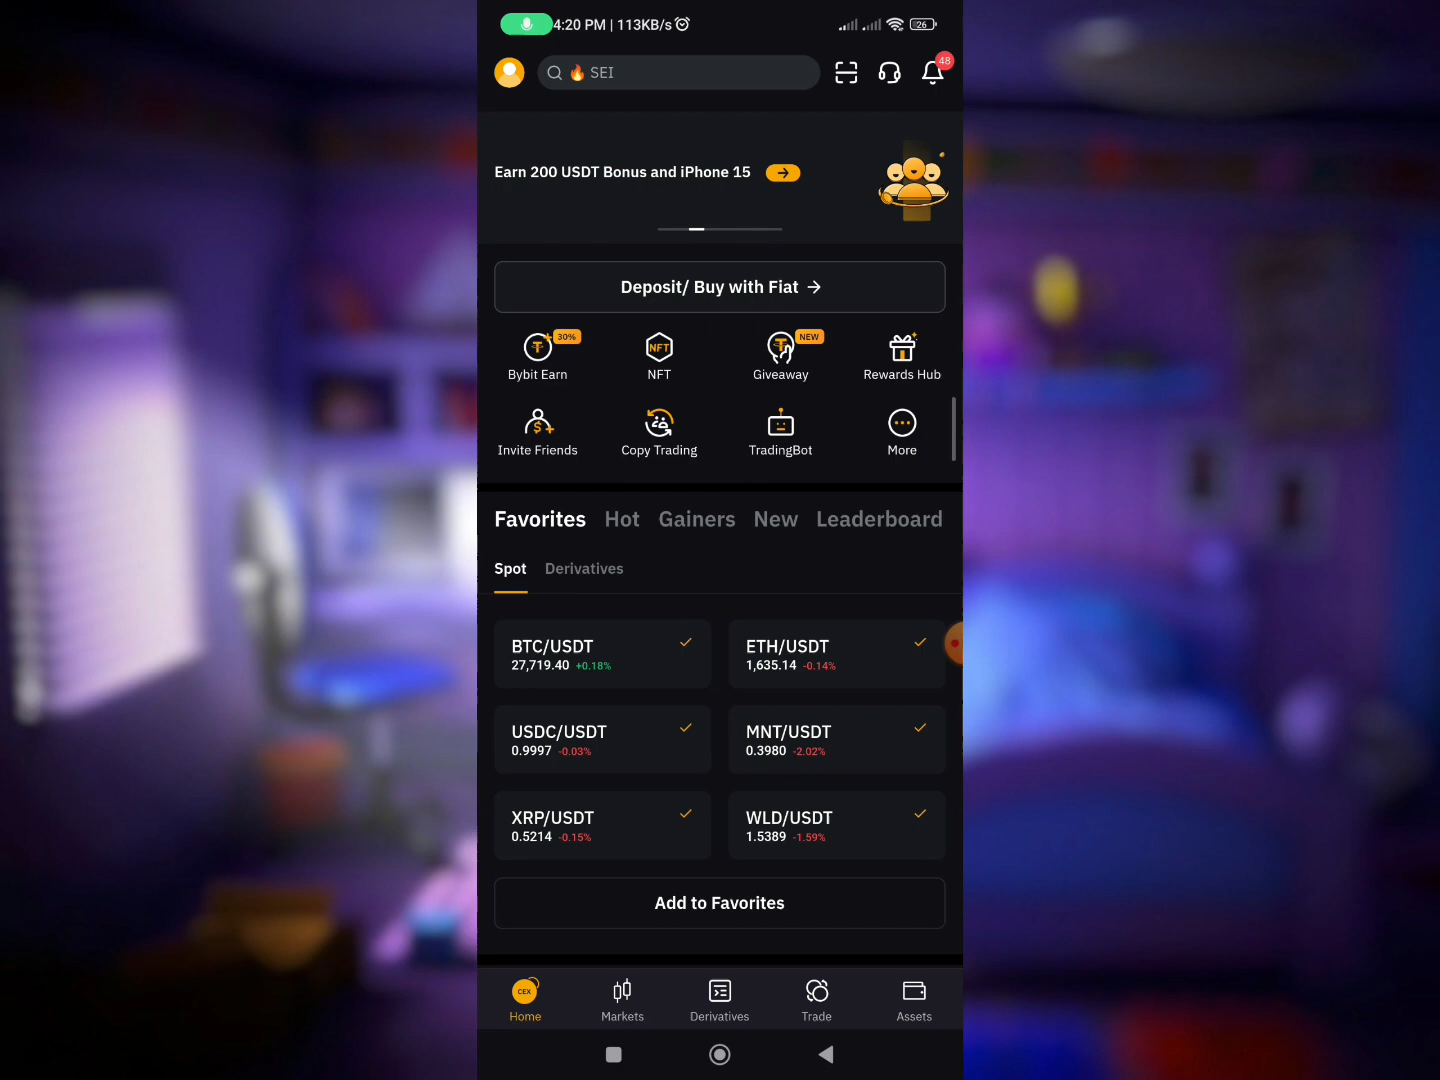 4:20 PM | 113KB/s
26
SEI
48
Earn 200 USDT Bonus and iPhone 15
Deposit/ Buy with Fiat
30%
NEW
NFT
Bybit Earn
NFT
Giveaway
Rewards Hub
Invite Friends
Copy Trading
TradingBot
More
Favorites
Hot
Gainers
New
Leaderboard
Spot
Derivatives
BTC/USDT
27,719.40 +0.18%
ETH/USDT
1,635.14 -0.14%
USDC/USDT
0.9997 -0.03%
MNT/USDT
0.3980 -2.02%
XRP/USDT
0.5214 -0.15%
WLD/USDT
1.5389 -1.59%
Add to Favorites
CEX
Home
Markets
Derivatives
Trade
Assets